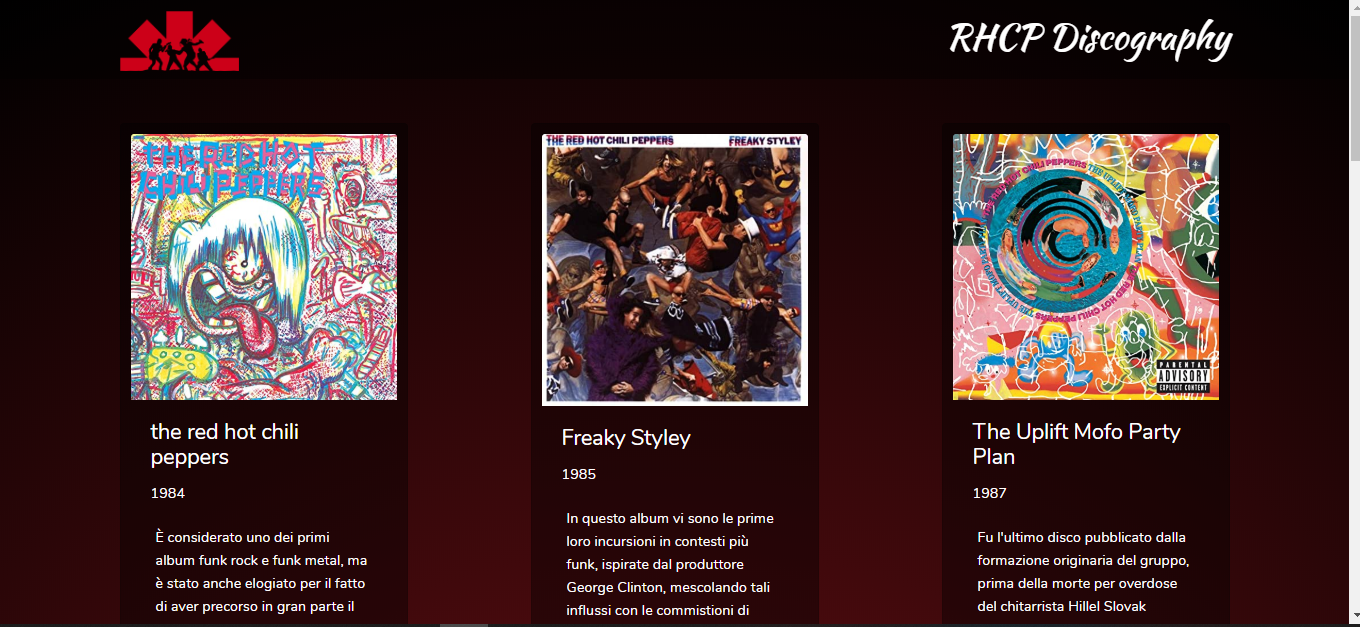 RHCP Discography
THE RED HOT
CHILI PEPPERS
THE RED HOT CHILI PEPPERS FREAKY STYLEY
RED HOT CHILI PEPPERS THE UPLIFT MOFO PARTY PLAN
PARENTAL
ADVISORY
EXPLICIT CONTENT
the red hot chili
peppers
1984
È considerato uno dei primi
album funk rock e funk metal, ma
è stato anche elogiato per il fatto
di aver precorso in gran parte il
Freaky Styley
1985
In questo album vi sono le prime
loro incursioni in contesti più
funk, ispirate dal produttore
George Clinton, mescolando tali
influssi con le commistioni di
The Uplift Mofo Party
Plan
1987
Fu l'ultimo disco pubblicato dalla
formazione originaria del gruppo,
prima della morte per overdose
del chitarrista Hillel Slovak